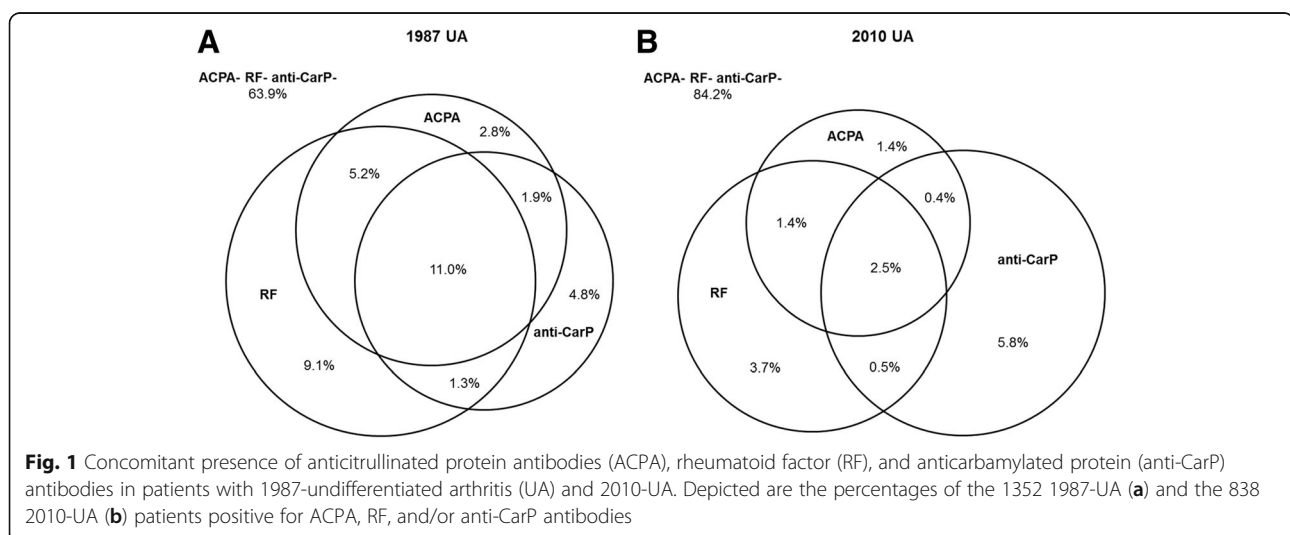 A
1987 UA
ACPA- RF- anti-CarP-
63.9%
ACPA
2.8%
5.2%
1.9%
11.0%
RF
4.8%
anti-CarP
9.1%
1.3%
B
2010 UA
ACPA- RF- anti-CarP-
84.2%
ACPA
1.4%
0.4%
1.4%
2.5%
anti-CarP
RF
5.8%
3.7%
0.5%
Fig. 1 Concomitant presence of anticitrullinated protein antibodies (ACPA), rheumatoid factor (RF), and anticarbamylated protein (anti-CarP)
antibodies in patients with 1987-undifferentiated arthritis (UA) and 2010-UA. Depicted are the percentages of the 1352 1987-UA (a) and the 838
2010-UA (b) patients positive for ACPA, RF, and/or anti-CarP antibodies